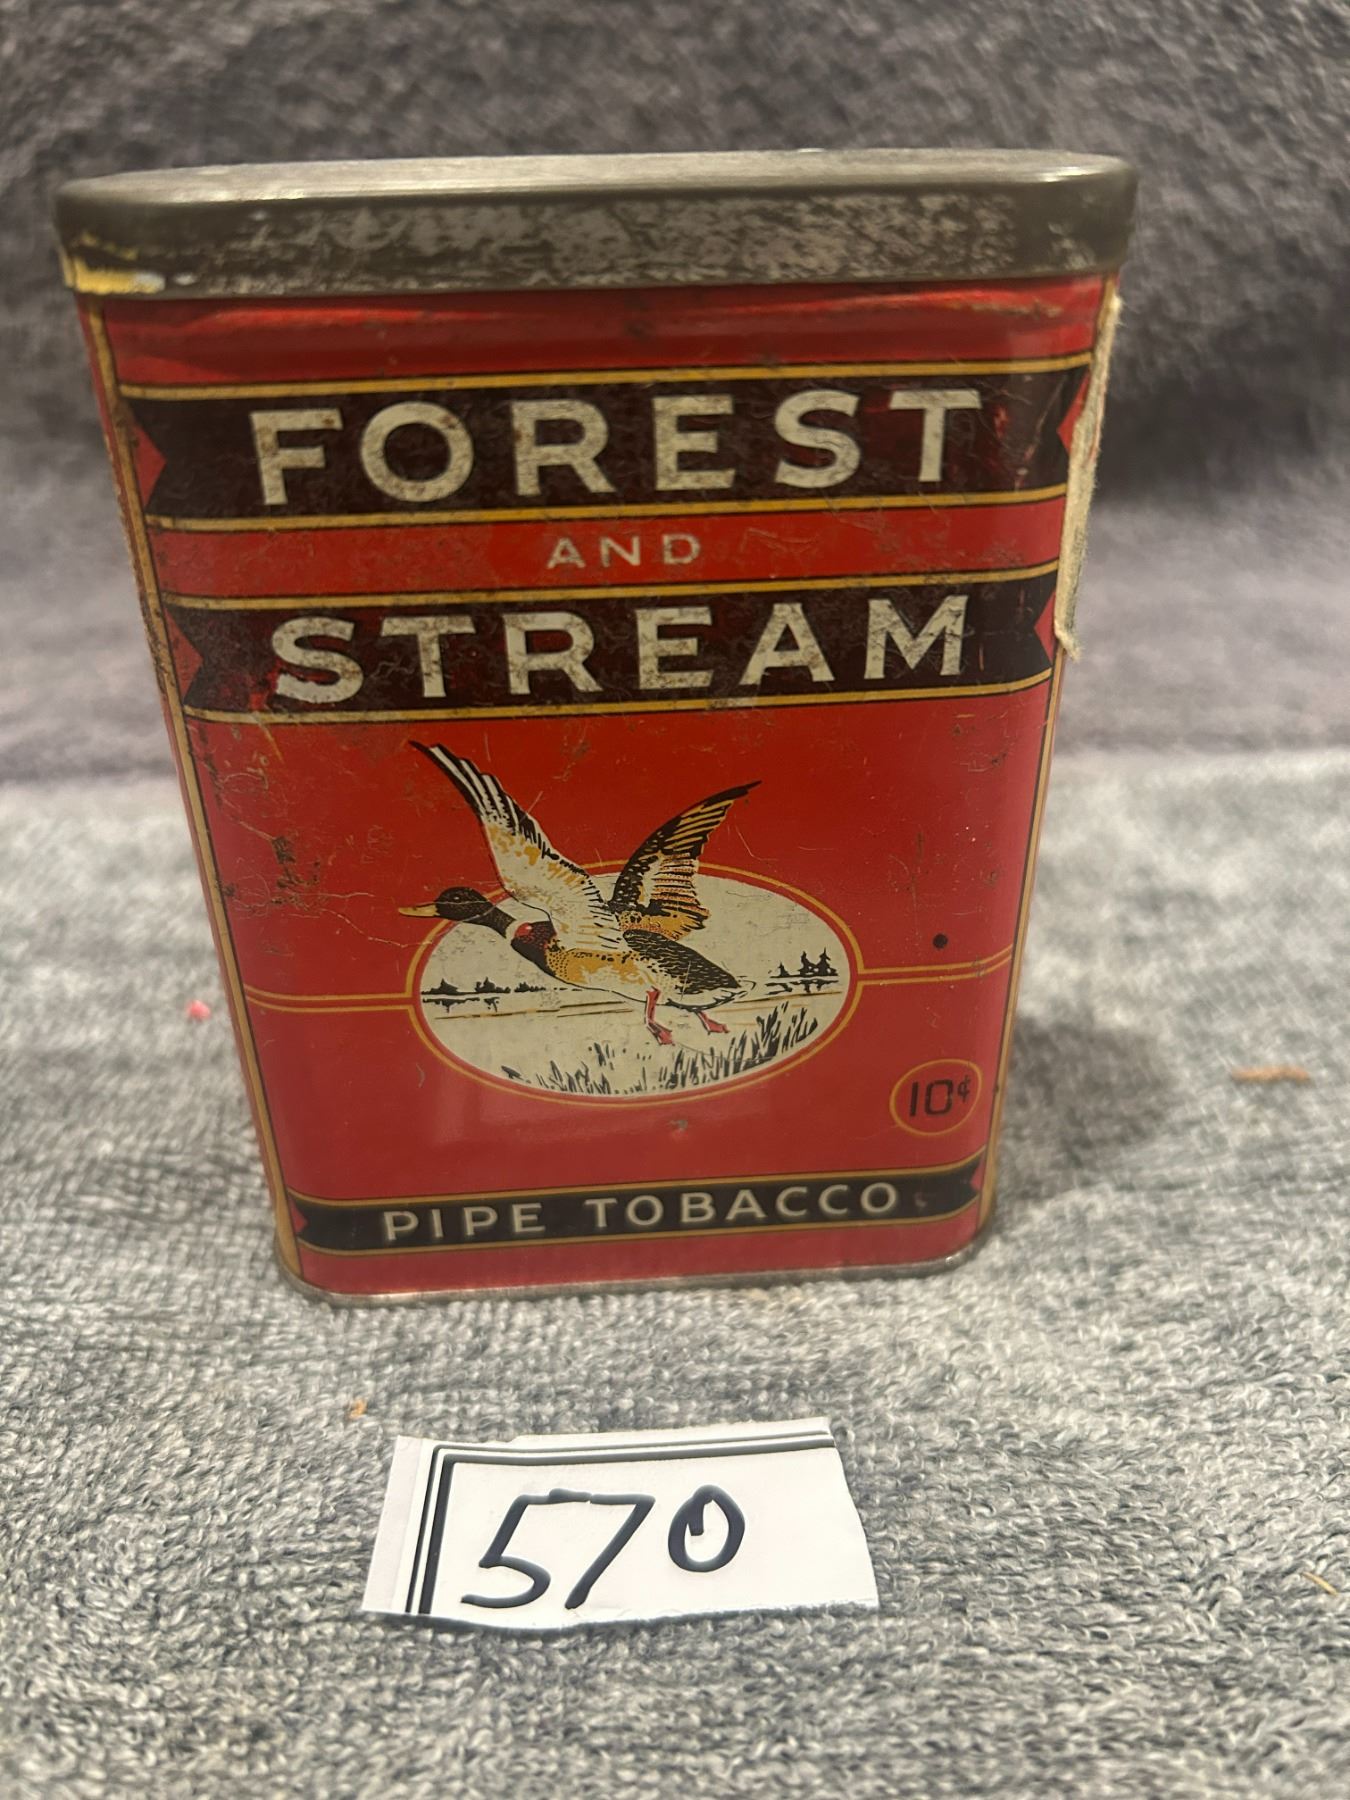 FOREST
AND
STREAM
10¢
PIPE TOBACCO
570